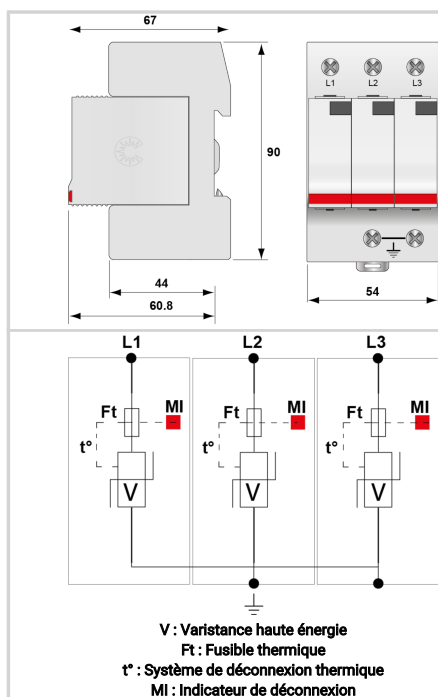 67
L1 L2 L3
90
44
60.8
54
L1 L2 L3
Ft MI Ft MI Ft MI
t° t° t°
V V V
V : Varistance haute énergie
Ft : Fusible thermique
t° : Système de déconnexion thermique
MI : Indicateur de déconnexion